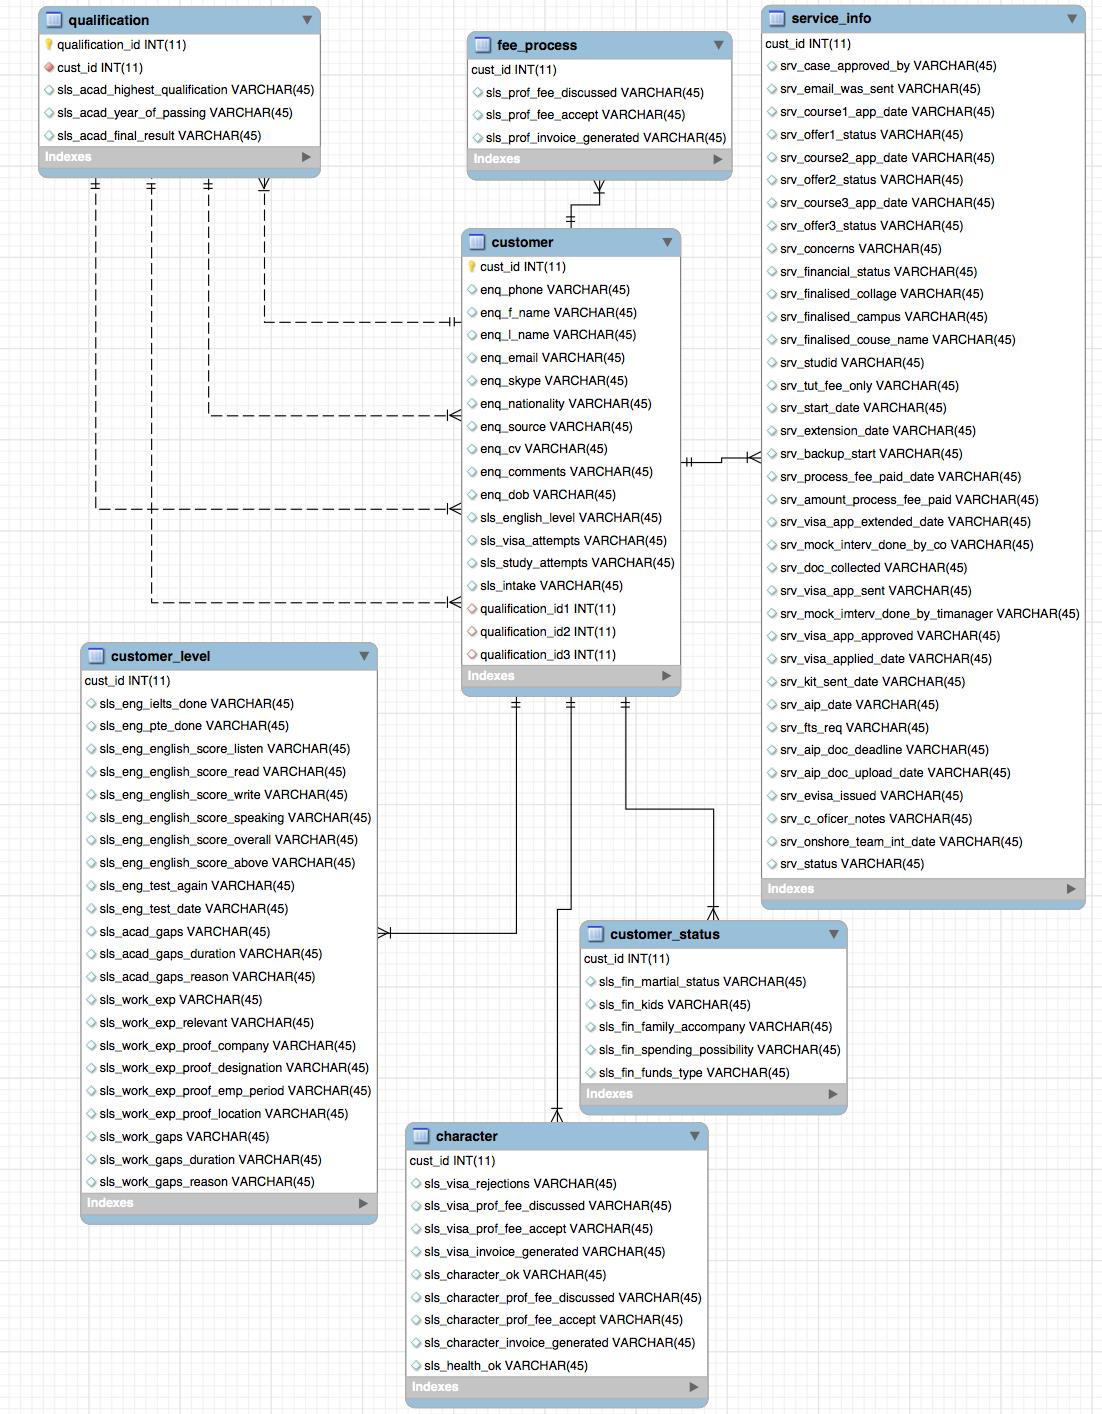 qualification
qualification_id INT(11)
cust_id INT(11)
sls_acad_highest_qualification VARCHAR(45)
sls_acad_year_of_passing VARCHAR(45)
sls_acad_final_result VARCHAR(45)
Indexes
fee_process
cust_id INT(11)
sls_prof_fee_discussed VARCHAR(45)
sls_prof_fee_accept VARCHAR(45)
sls_prof_invoice_generated VARCHAR(45)
Indexes
service_info
cust_id INT(11)
srv_case_approved_by VARCHAR(45)
srv_email_was_sent VARCHAR(45)
srv_course1_app_date VARCHAR(45)
srv_offer1_status VARCHAR(45)
srv_course2_app_date VARCHAR(45)
srv_offer2_status VARCHAR(45)
srv_course3_app_date VARCHAR(45)
srv_offer3_status VARCHAR(45)
srv_concerns VARCHAR(45)
srv_financial_status VARCHAR(45)
srv_finalised_collage VARCHAR(45)
srv_finalised_campus VARCHAR(45)
srv_finalised_couse_name VARCHAR(45)
srv_studid VARCHAR(45)
srv_tut_fee_only VARCHAR(45)
srv_start_date VARCHAR(45)
srv_extension_date VARCHAR(45)
srv_backup_start VARCHAR(45)
srv_process_fee_paid_date VARCHAR(45)
srv_amount_process_fee_paid VARCHAR(45)
srv_visa_app_extended_date VARCHAR(45)
srv_mock_interv_done_by_co VARCHAR(45)
srv_doc_collected VARCHAR(45)
srv_visa_app_sent VARCHAR(45)
srv_mock_imterv_done_by_timanager VARCHAR(45)
srv_visa_app_approved VARCHAR(45)
srv_visa_applied_date VARCHAR(45)
srv_kit_sent_date VARCHAR(45)
srv_aip_date VARCHAR(45)
srv_fts_req VARCHAR(45)
srv_aip_doc_deadline VARCHAR(45)
srv_aip_doc_upload_date VARCHAR(45)
srv_evisa_issued VARCHAR(45)
srv_c_oficer_notes VARCHAR(45)
srv_onshore_team_int_date VARCHAR(45)
srv_status VARCHAR(45)
Indexes
customer
cust_id INT(11)
enq_phone VARCHAR(45)
enq_f_name VARCHAR(45)
enq_l_name VARCHAR(45)
enq_email VARCHAR(45)
enq_skype VARCHAR(45)
enq_nationality VARCHAR(45)
enq_source VARCHAR(45)
enq_cv VARCHAR(45)
enq_comments VARCHAR(45)
enq_dob VARCHAR(45)
sls_english_level VARCHAR(45)
sls_visa_attempts VARCHAR(45)
sls_study_attempts VARCHAR(45)
sls_intake VARCHAR(45)
qualification_id1 INT(11)
qualification_id2 INT(11)
qualification_id3 INT(11)
Indexes
customer_level
cust_id INT(11)
sls_eng_ielts_done VARCHAR(45)
sls_eng_pte_done VARCHAR(45)
sls_eng_english_score_listen VARCHAR(45)
sls_eng_english_score_read VARCHAR(45)
sls_eng_english_score_write VARCHAR(45)
sls_eng_english_score_speaking VARCHAR(45)
sls_eng_english_score_overall VARCHAR(45)
sls_eng_english_score_above VARCHAR(45)
sls_eng_test_again VARCHAR(45)
sls_eng_test_date VARCHAR(45)
sls_acad_gaps VARCHAR(45)
sls_acad_gaps_duration VARCHAR(45)
sls_acad_gaps_reason VARCHAR(45)
sls_work_exp VARCHAR(45)
sls_work_exp_relevant VARCHAR(45)
sls_work_exp_proof_company VARCHAR(45)
sls_work_exp_proof_designation VARCHAR(45)
sls_work_exp_proof_emp_period VARCHAR(45)
sls_work_exp_proof_location VARCHAR(45)
sls_work_gaps VARCHAR(45)
sls_work_gaps_duration VARCHAR(45)
sls_work_gaps_reason VARCHAR(45)
Indexes
customer_status
cust_id INT(11)
sls_fin_martial_status VARCHAR(45)
sls_fin_kids VARCHAR(45)
sls_fin_family_accompany VARCHAR(45)
sls_fin_spending_possibility VARCHAR(45)
sls_fin_funds_type VARCHAR(45)
Indexes
character
cust_id INT(11)
sls_visa_rejections VARCHAR(45)
sls_visa_prof_fee_discussed VARCHAR(45)
sls_visa_prof_fee_accept VARCHAR(45)
sls_visa_invoice_generated VARCHAR(45)
sls_character_ok VARCHAR(45)
sls_character_prof_fee_discussed VARCHAR(45)
sls_character_prof_fee_accept VARCHAR(45)
sls_character_invoice_generated VARCHAR(45)
sls_health_ok VARCHAR(45)
Indexes